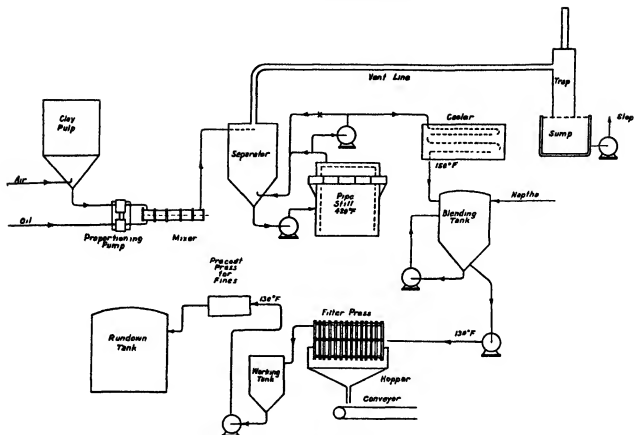 Vent Line
Trap
Slop
Sump
Clay
Pulp
Cooler
Separator
150°F
Air
Pipe
Still
420°F
Naptha
Blending
Tank
Oil
Proportioning
Pump
Mixer
Precoat
Press
for
Fines
130°F
Filter Press
130°F
Rundown
Tank
Working
Tank
Hopper
Conveyor